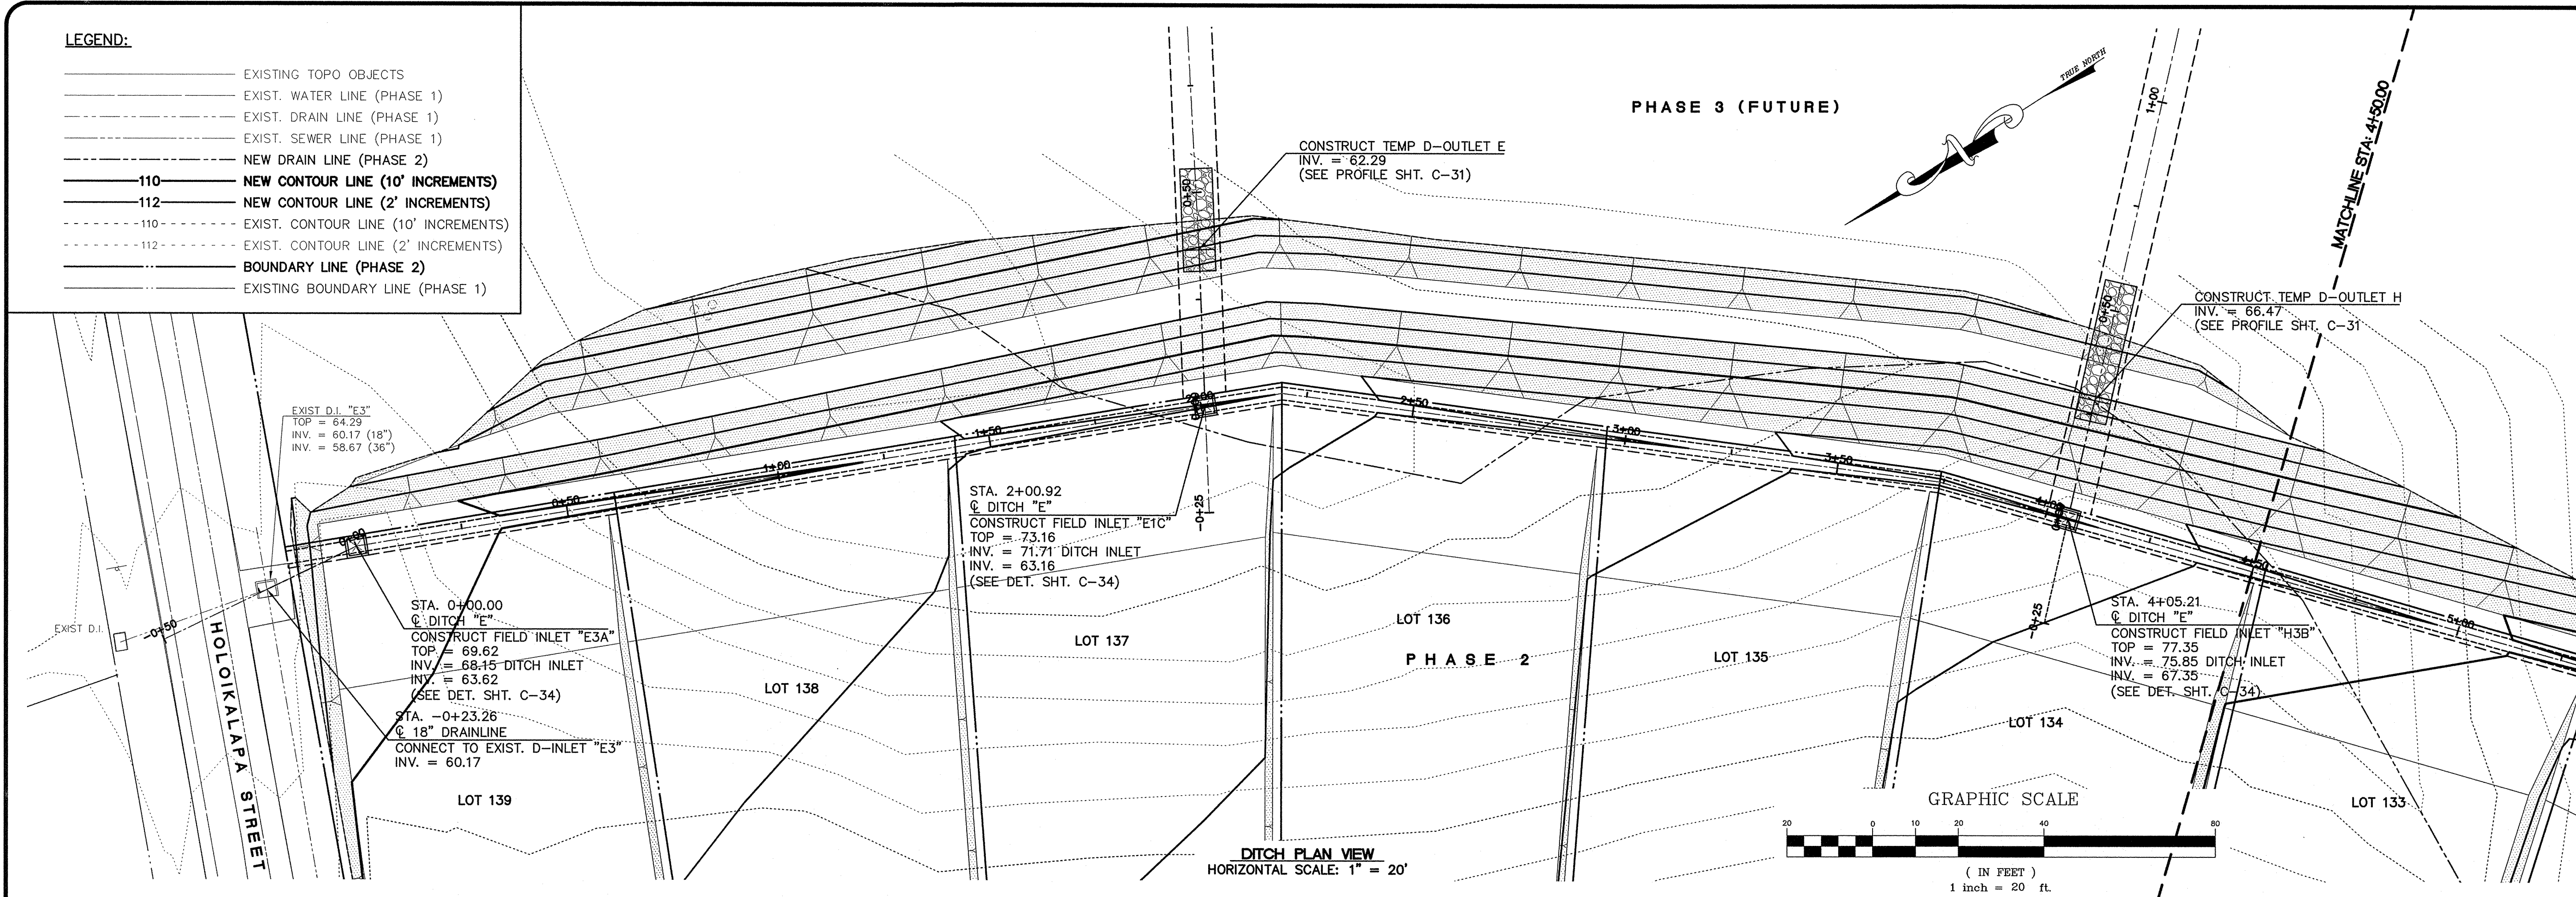 LEGEND:
EXISTING TOPO OBJECTS
EXIST. WATER LINE (PHASE 1)
EXIST. DRAIN LINE (PHASE 1)
EXIST. SEWER LINE (PHASE 1)
NEW DRAIN LINE (PHASE 2)
110 NEW CONTOUR LINE (10' INCREMENTS)
112 NEW CONTOUR LINE (2' INCREMENTS)
110 EXIST. CONTOUR LINE (10' INCREMENTS)
112 EXIST. CONTOUR LINE (2' INCREMENTS)
BOUNDARY LINE (PHASE 2)
EXISTING BOUNDARY LINE (PHASE 1)
PHASE 3 (FUTURE)
TRUE NORTH
MATCHLINE STA: 4+50.00
CONSTRUCT TEMP D-OUTLET E
INV. = 62.29
(SEE PROFILE SHT. C-31)
0+50
1+00
CONSTRUCT TEMP D-OUTLET H
INV. = 66.47
(SEE PROFILE SHT. C-31
0+50
EXIST D.I. "E3"
TOP = 64.29
INV. = 60.17 (18")
INV. = 58.67 (36")
0+00
0+50
1+00
1+50
2+00
2+50
3+00
3+50
4+00
4+50
5+00
-0+25
-0+25
STA. 2+00.92
℄ DITCH "E"
CONSTRUCT FIELD INLET "E1C"
TOP = 73.16
INV. = 71.71 DITCH INLET
INV. = 63.16
(SEE DET. SHT. C-34)
STA. 0+00.00
℄ DITCH "E"
CONSTRUCT FIELD INLET "E3A"
TOP = 69.62
INV. = 68.15 DITCH INLET
INV. = 63.62
(SEE DET. SHT. C-34)
STA. -0+23.26
℄ 18" DRAINLINE
CONNECT TO EXIST. D-INLET "E3"
INV. = 60.17
STA. 4+05.21
℄ DITCH "E"
CONSTRUCT FIELD INLET "H3B"
TOP = 77.35
INV. = 75.85 DITCH INLET
INV. = 67.35
(SEE DET. SHT. C-34)
EXIST D.I.
-0+50
HOLOIKALAPA STREET
LOT 139
LOT 138
LOT 137
LOT 136
PHASE 2
LOT 135
LOT 134
LOT 133
DITCH PLAN VIEW
HORIZONTAL SCALE: 1" = 20'
GRAPHIC SCALE
20 0 10 20 40 80
( IN FEET )
1 inch = 20 ft.